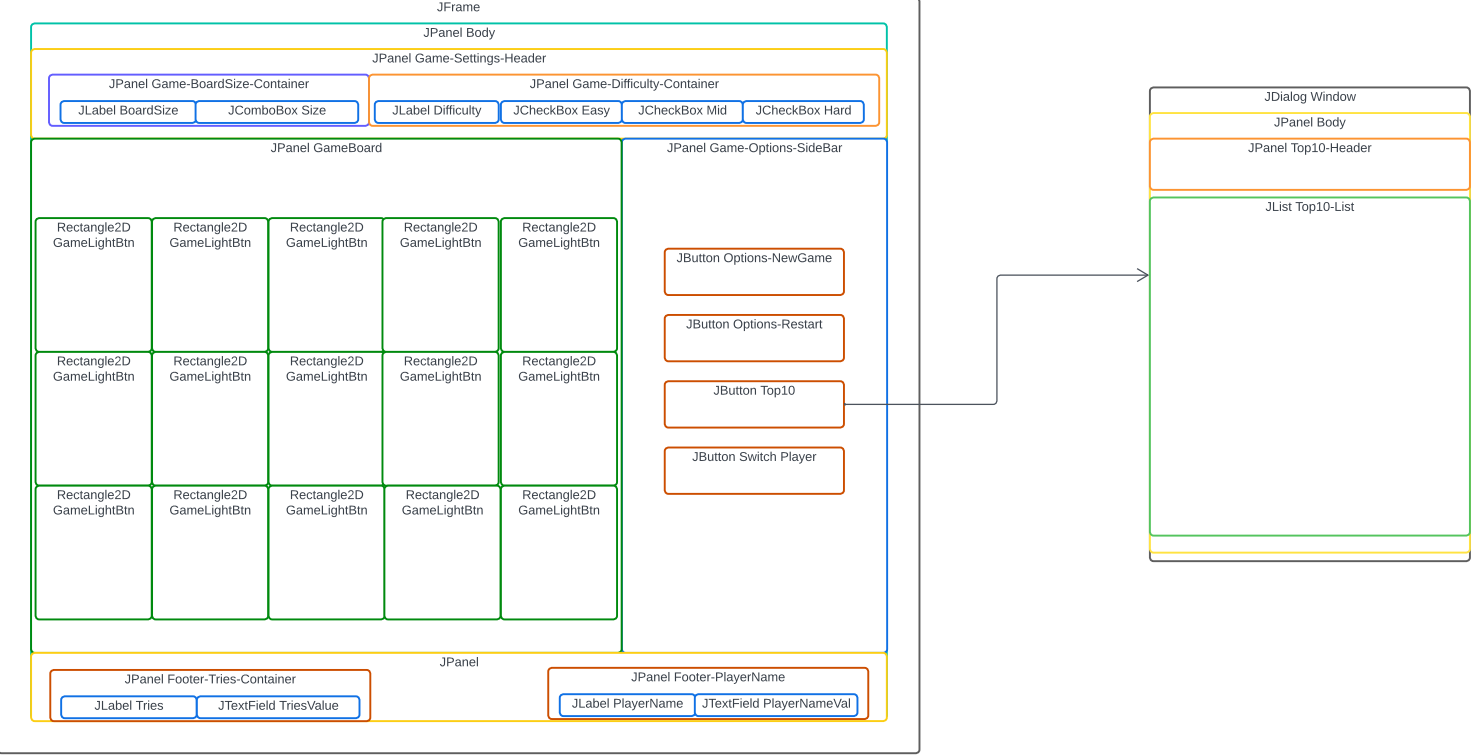 JFrame
JPanel Body
JPanel Game-Settings-Header
JPanel Game-BoardSize-Container
JLabel BoardSize
JComboBox Size
JPanel Game-Difficulty-Container
JLabel Difficulty
JCheckBox Easy
JCheckBox Mid
JCheckBox Hard
JPanel GameBoard
Rectangle2D
GameLightBtn
Rectangle2D
GameLightBtn
Rectangle2D
GameLightBtn
Rectangle2D
GameLightBtn
Rectangle2D
GameLightBtn
Rectangle2D
GameLightBtn
Rectangle2D
GameLightBtn
Rectangle2D
GameLightBtn
Rectangle2D
GameLightBtn
Rectangle2D
GameLightBtn
Rectangle2D
GameLightBtn
Rectangle2D
GameLightBtn
Rectangle2D
GameLightBtn
Rectangle2D
GameLightBtn
Rectangle2D
GameLightBtn
JPanel Game-Options-SideBar
JButton Options-NewGame
JButton Options-Restart
JButton Top10
JButton Switch Player
JPanel
JPanel Footer-Tries-Container
JLabel Tries
JTextField TriesValue
JPanel Footer-PlayerName
JLabel PlayerName
JTextField PlayerNameVal
JDialog Window
JPanel Body
JPanel Top10-Header
JList Top10-List